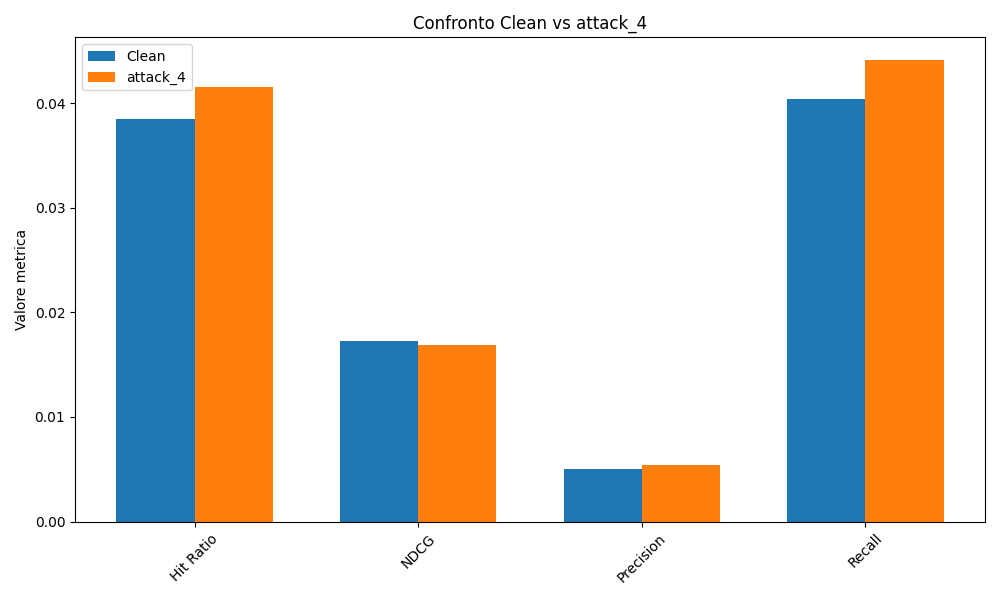 Confronto Clean vs attack_4
Clean
attack_4
Valore metrica
0.04
0.03
0.02
0.01
0.00
Hit Ratio
NDCG
Precision
Recall